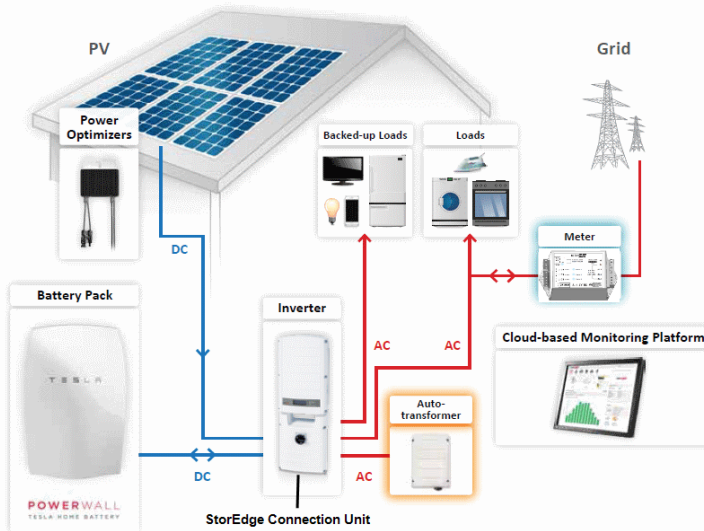 PV
Grid
Power
Optimizers
Backed-up Loads
Loads
DC
Meter
Battery Pack
Inverter
TESLA
AC
AC
Cloud-based Monitoring Platform
Auto-
transformer
DC
AC
POWERWALL
TESLA HOME BATTERY
StorEdge Connection Unit